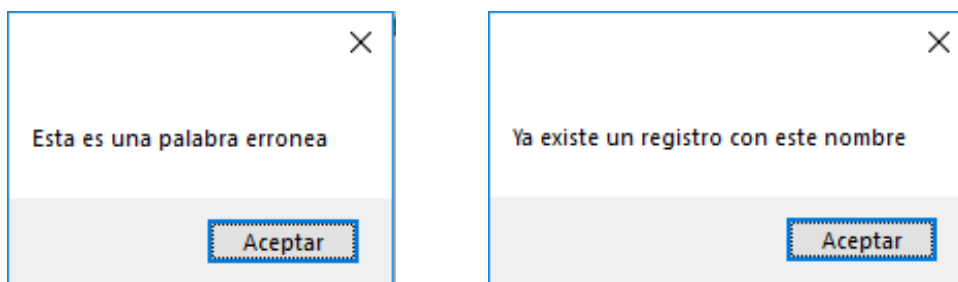 Esta es una palabra erronea
Aceptar
Ya existe un registro con este nombre
Aceptar